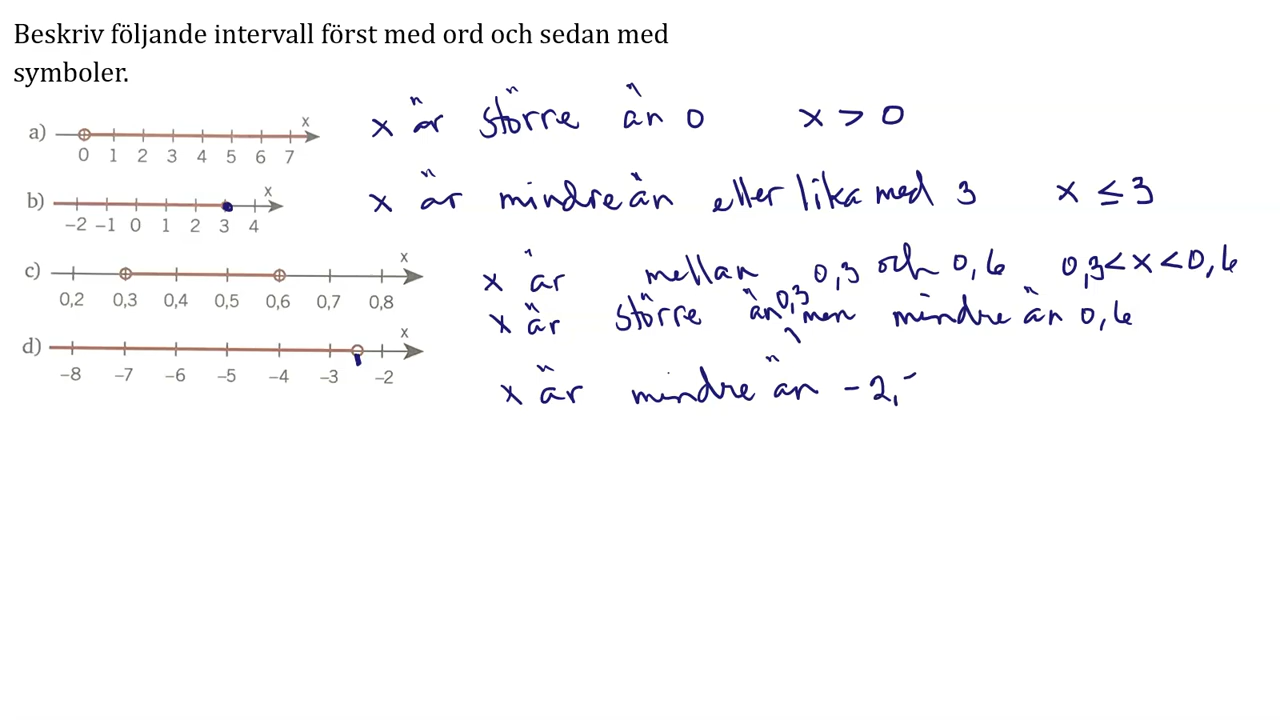 Beskriv följande intervall först med ord och sedan med
symboler.
a) x
0 1 2 3 4 5 6 7
x är större än 0 x > 0
b) x
−2 −1 0 1 2 3 4
x är mindre än eller lika med 3 x ≤ 3
c) x
0,2 0,3 0,4 0,5 0,6 0,7 0,8
x är mellan 0,3 och 0,6 0,3<x<0,6
x är större än 0,3 men mindre än 0,6
d) x
−8 −7 −6 −5 −4 −3 −2
x är mindre än −2,